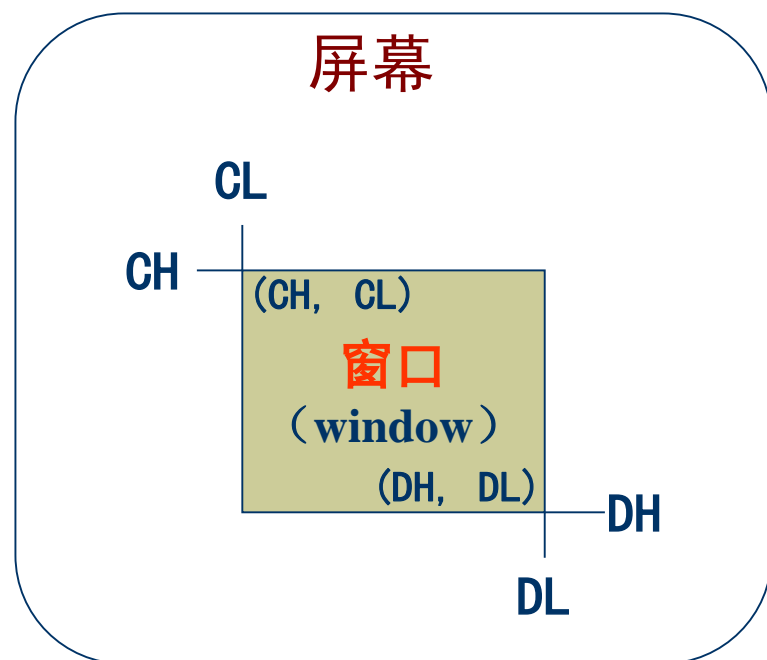 屏幕
CL
CH
(CH, CL)
窗口
（window）
(DH, DL)
DH
DL